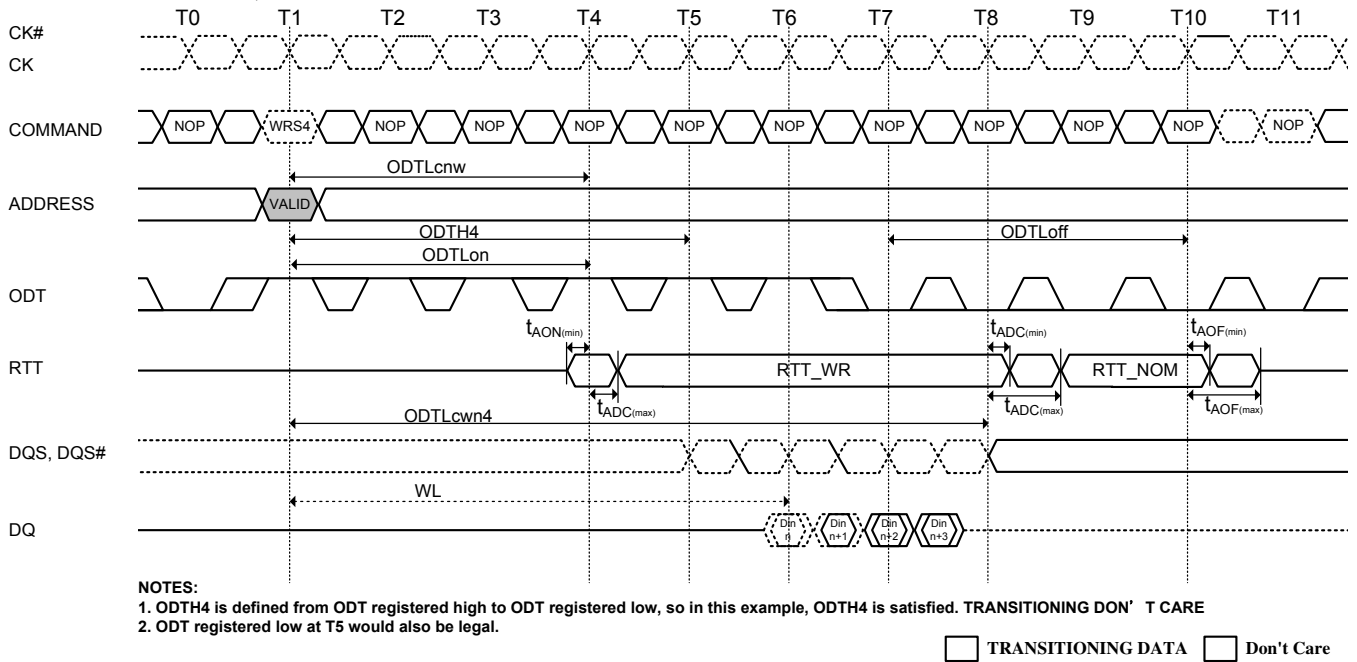 T0 T1 T2 T3 T4 T5 T6 T7 T8 T9 T10 T11
CK#
CK
COMMAND
NOP WRS4 NOP NOP NOP NOP NOP NOP NOP NOP NOP NOP
ODTLcnw
ADDRESS
VALID
ODTH4
ODTLoff
ODTLon
ODT
tAON(min)
tADC(min)
tAOF(min)
RTT
RTT_WR
RTT_NOM
tADC(max)
tADC(max)
tAOF(max)
ODTLcwn4
DQS, DQS#
WL
DQ
Din n
Din n+1
Din n+2
Din n+3
NOTES:
1. ODTH4 is defined from ODT registered high to ODT registered low, so in this example, ODTH4 is satisfied. TRANSITIONING DON’ T CARE
2. ODT registered low at T5 would also be legal.
TRANSITIONING DATA Don't Care